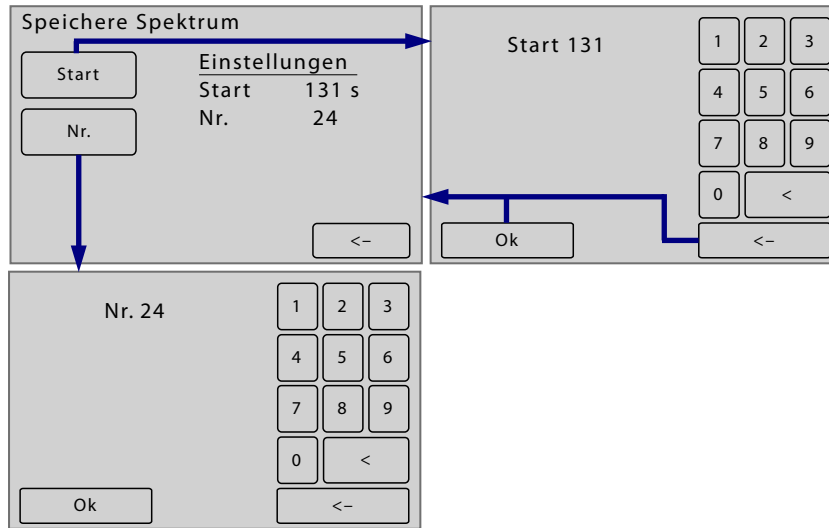 Speichere Spektrum
Start
Nr.
Einstellungen
Start 131 s
Nr. 24
<–
Start 131
1 2 3
4 5 6
7 8 9
0 <
Ok <–
Nr. 24
1 2 3
4 5 6
7 8 9
0 <
Ok <–